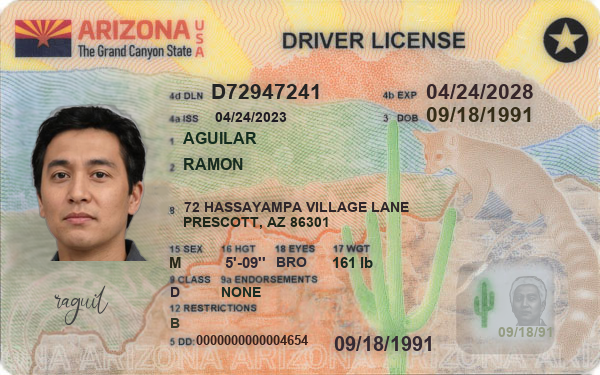 ARIZONA USA
The Grand Canyon State
DRIVER LICENSE
4d DLN D72947241 4b EXP 04/24/2028
4a ISS 04/24/2023 3 DOB 09/18/1991
1 AGUILAR
2 RAMON
8 72 HASSAYAMPA VILLAGE LANE
PRESCOTT, AZ 86301
15 SEX 16 HGT 18 EYES 17 WGT
M 5'-09" BRO 161 lb
9 CLASS 9a ENDORSEMENTS
D NONE
12 RESTRICTIONS
B
raguil
09/18/91
5 DD: 0000000000004654 09/18/1991
ARIZONA ARIZONA ARIZONA ARIZONA